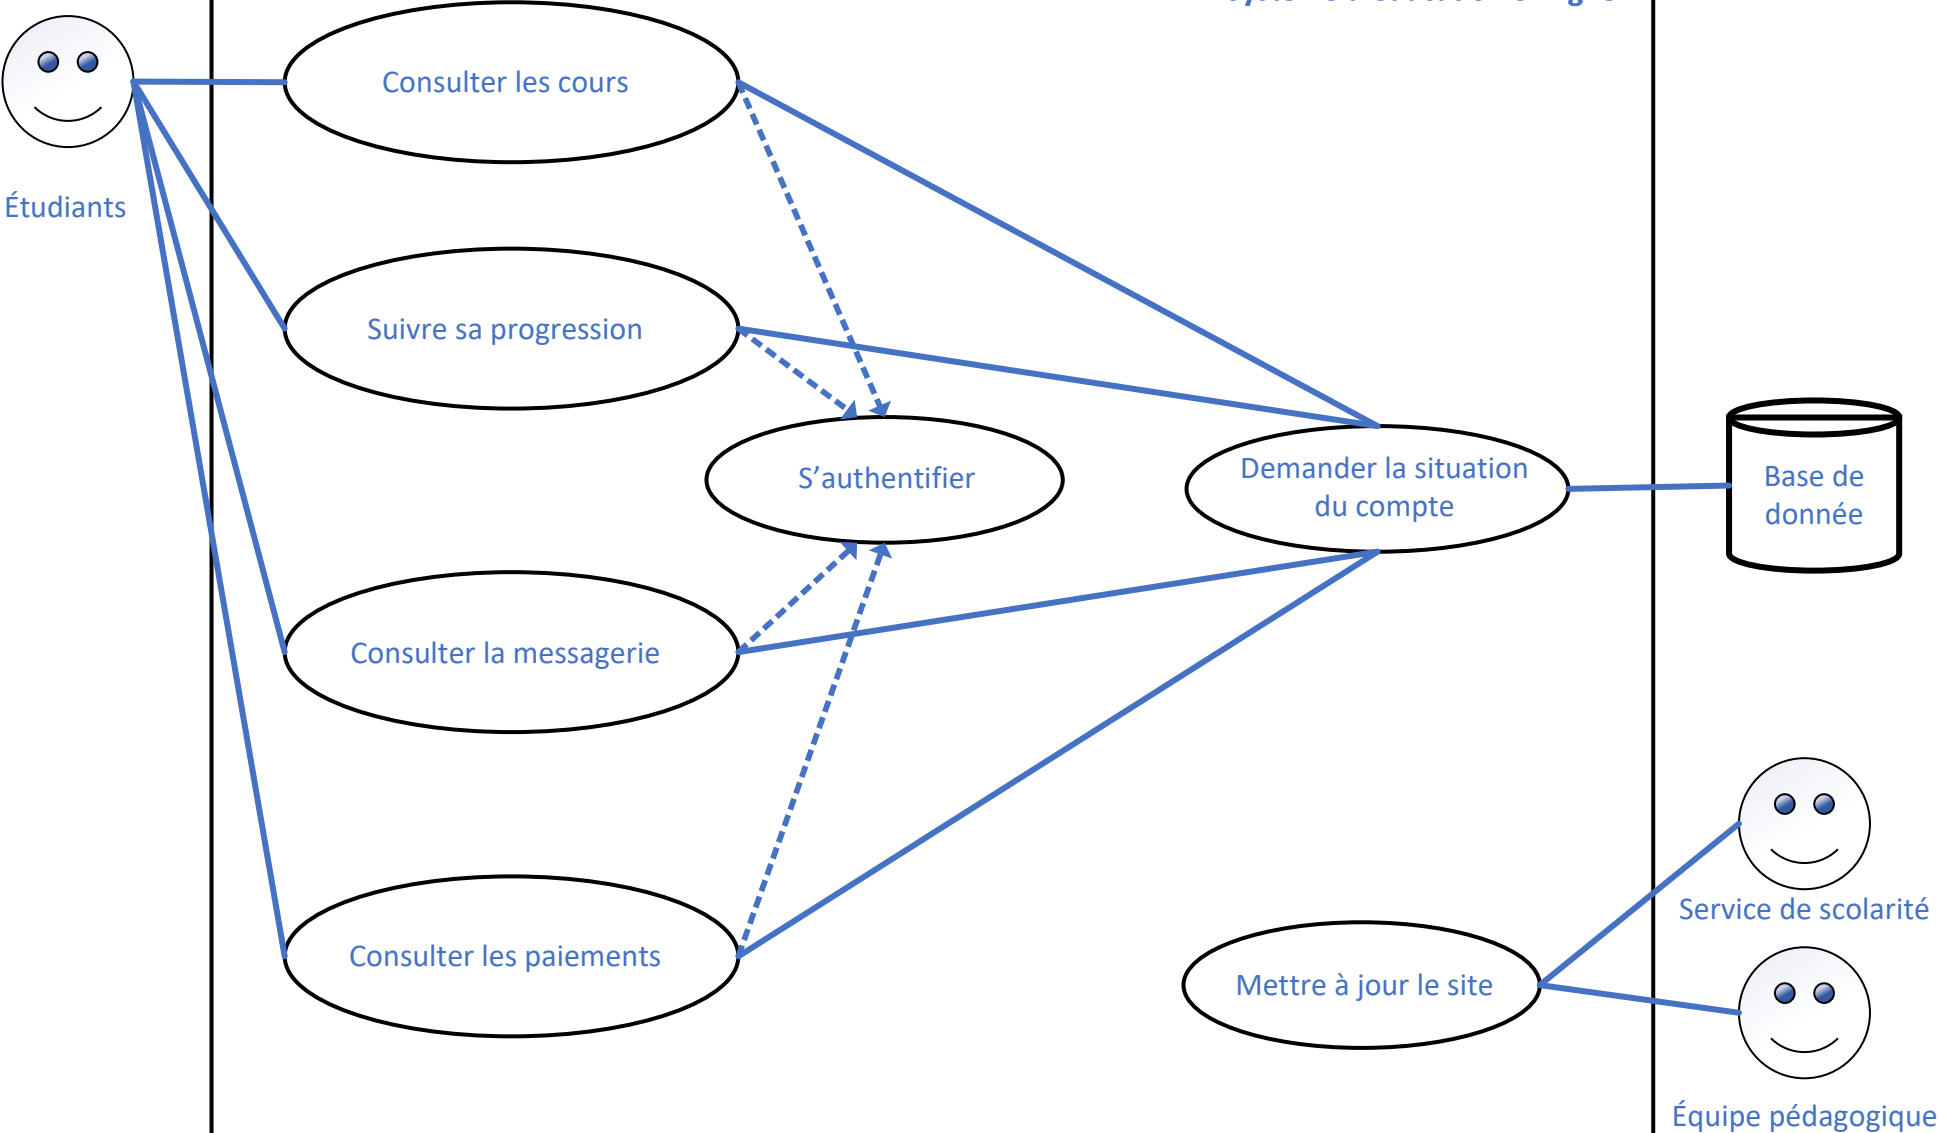 Consulter les cours
Étudiants
Suivre sa progression
S’authentifier
Demander la situation
du compte
Base de
donnée
Consulter la messagerie
Service de scolarité
Consulter les paiements
Mettre à jour le site
Équipe pédagogique